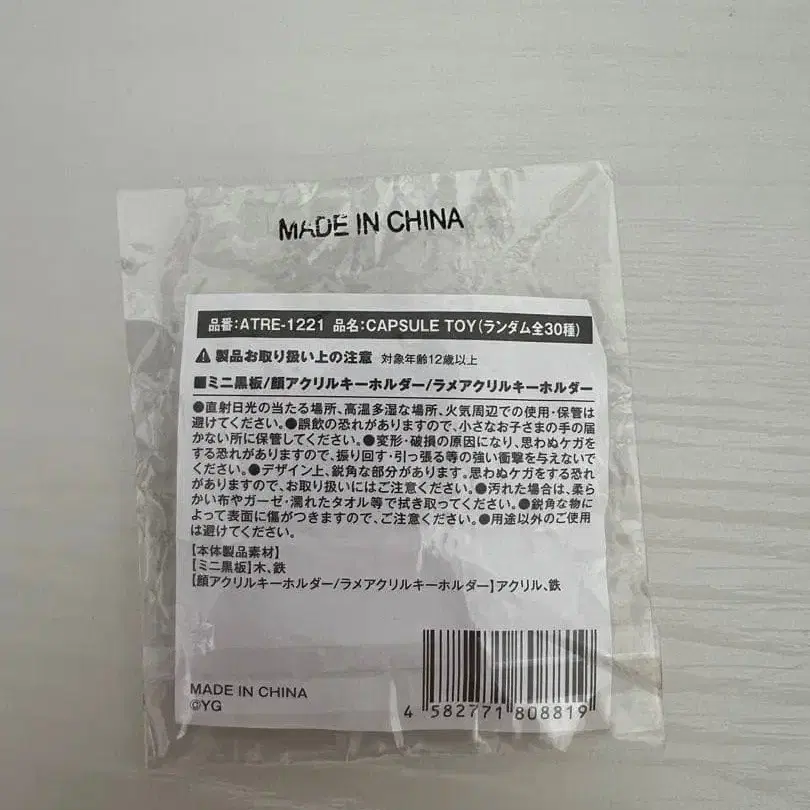 MADE IN CHINA
品番:ATRE-1221 品名:CAPSULE TOY(ランダム全30種)
⚠製品お取り扱い上の注意 対象年齢12歳以上
■ミニ黒板/顔アクリルキーホルダー/ラメアクリルキーホルダー
●直射日光の当たる場所、高温多湿な場所、火気周辺での使用・保管は
避けてください。●誤飲の恐れがありますので、小さなお子さまの手の届
かない所に保管してください。●変形・破損の原因になり、思わぬケガを
する恐れがありますので、振り回す・引っ張る等の強い衝撃を与えないで
ください。●デザイン上、鋭角な部分があります。思わぬケガをする恐れ
がありますので、お取り扱いにはご注意ください。●汚れた場合は、柔ら
かい布やガーゼ・濡れたタオル等で拭き取ってください。●鋭角な物に
よって表面に傷がつきますので、ご注意ください。●用途以外のご使用
は避けてください。
【本体製品素材】
【ミニ黒板】木、鉄
【顔アクリルキーホルダー/ラメアクリルキーホルダー】アクリル、鉄
MADE IN CHINA
©YG
4 582771 808819